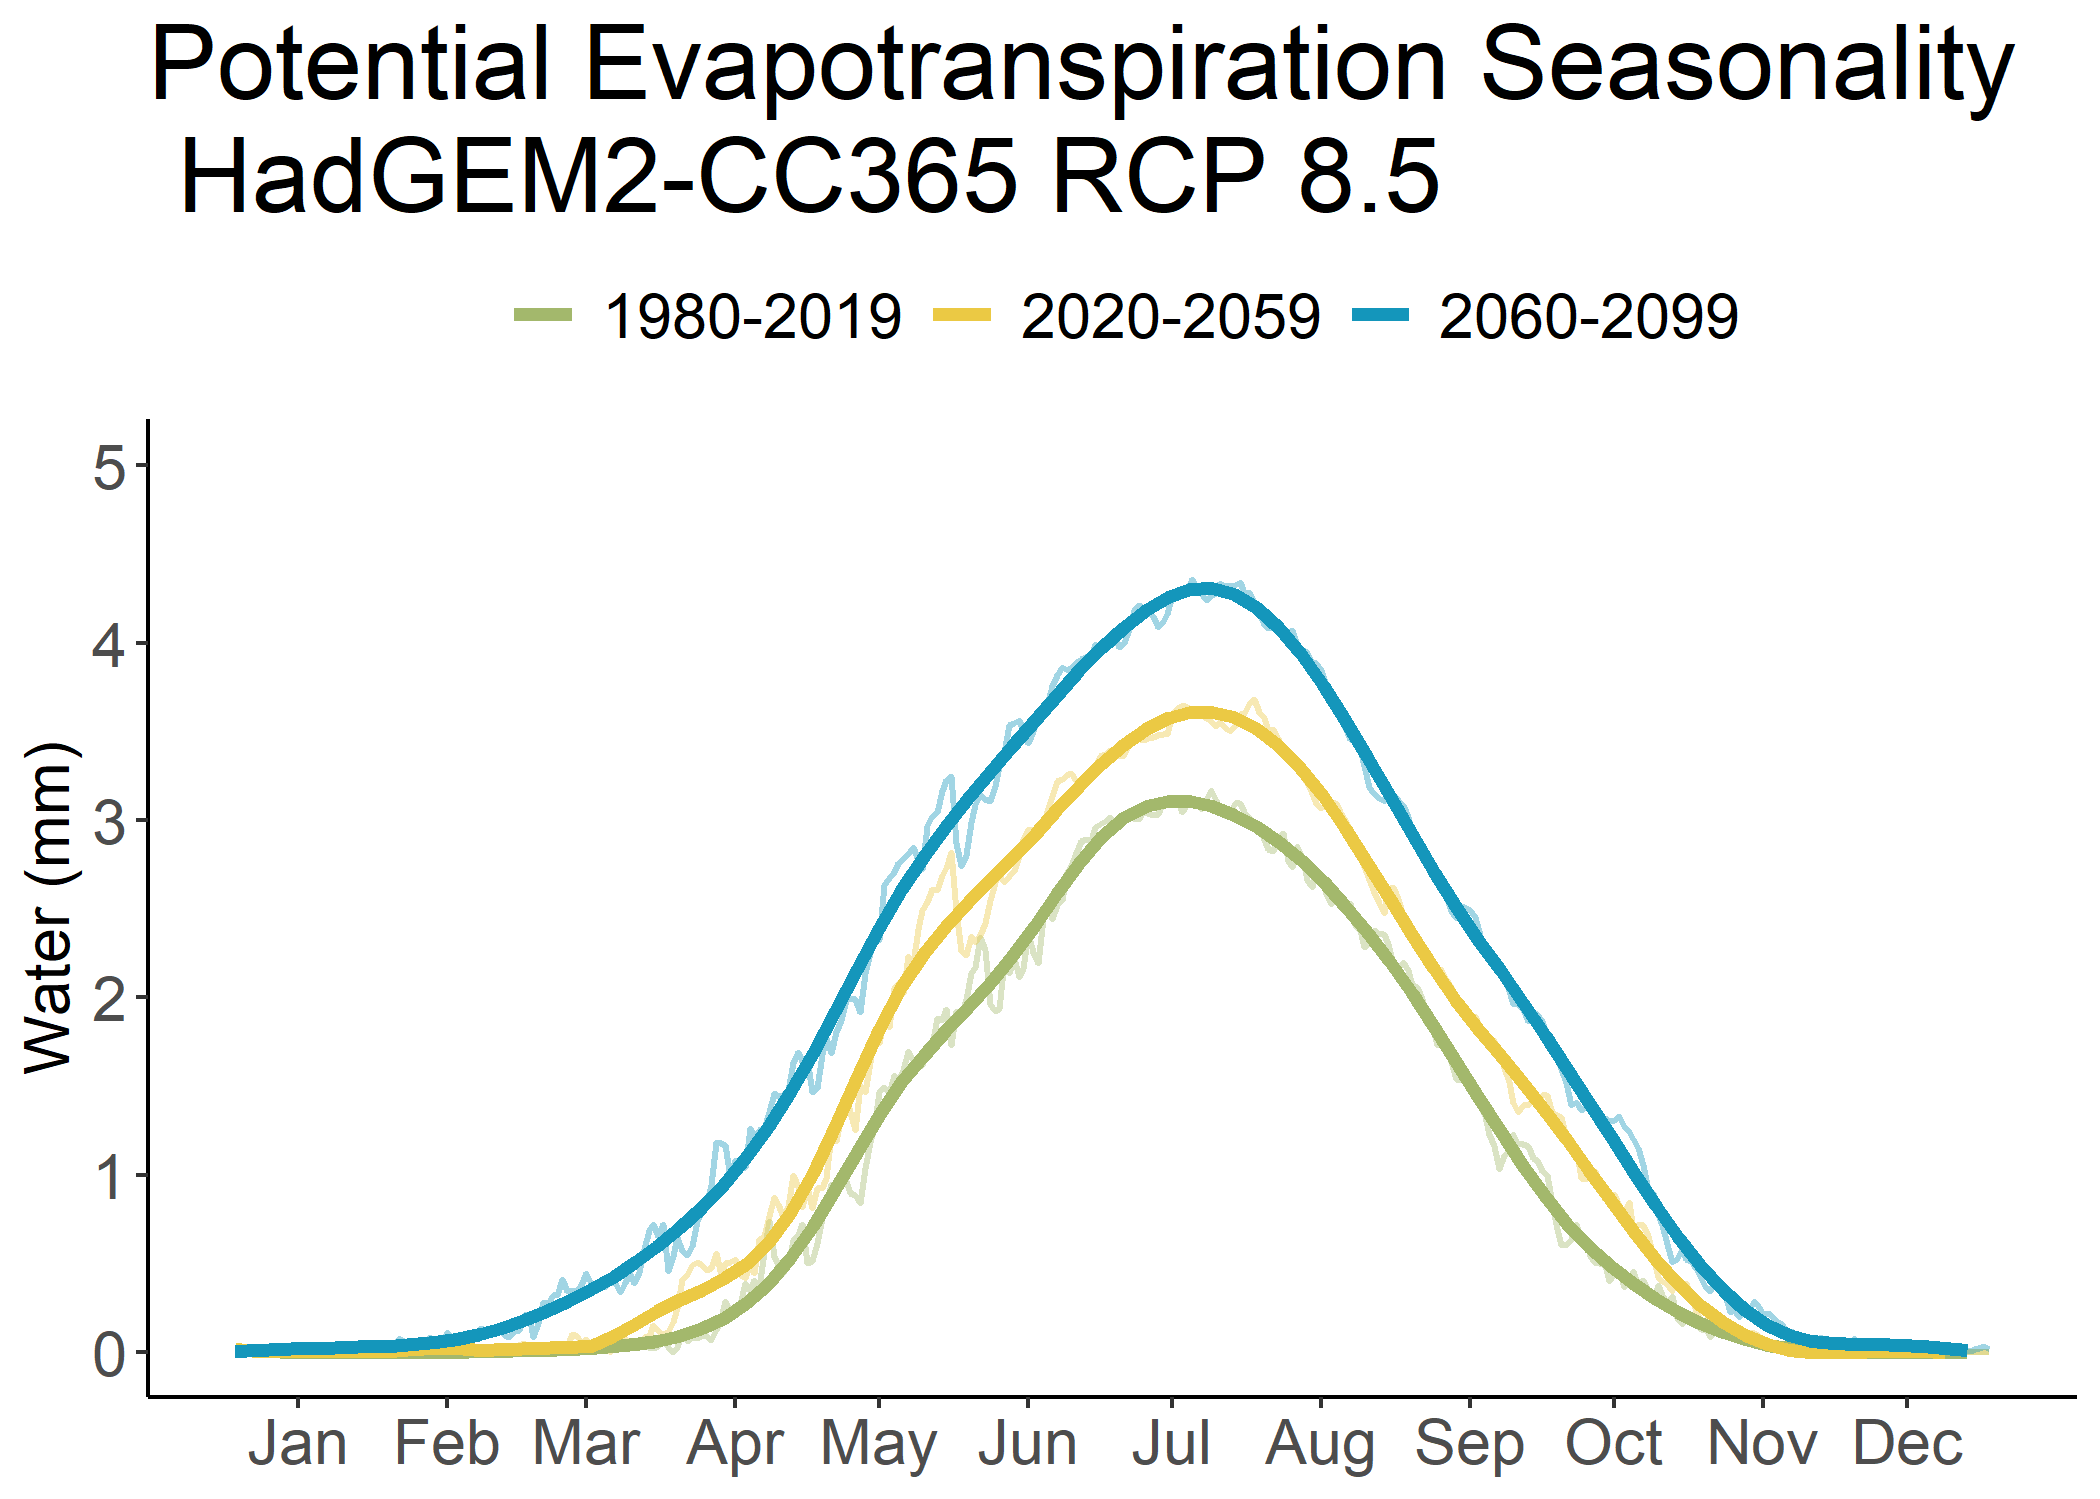 Potential Evapotranspiration Seasonality
HadGEM2-CC365 RCP 8.5
1980-2019 2020-2059 2060-2099
5
4
3
2
1
0
Water (mm)
Jan Feb Mar Apr May Jun Jul Aug Sep Oct Nov Dec